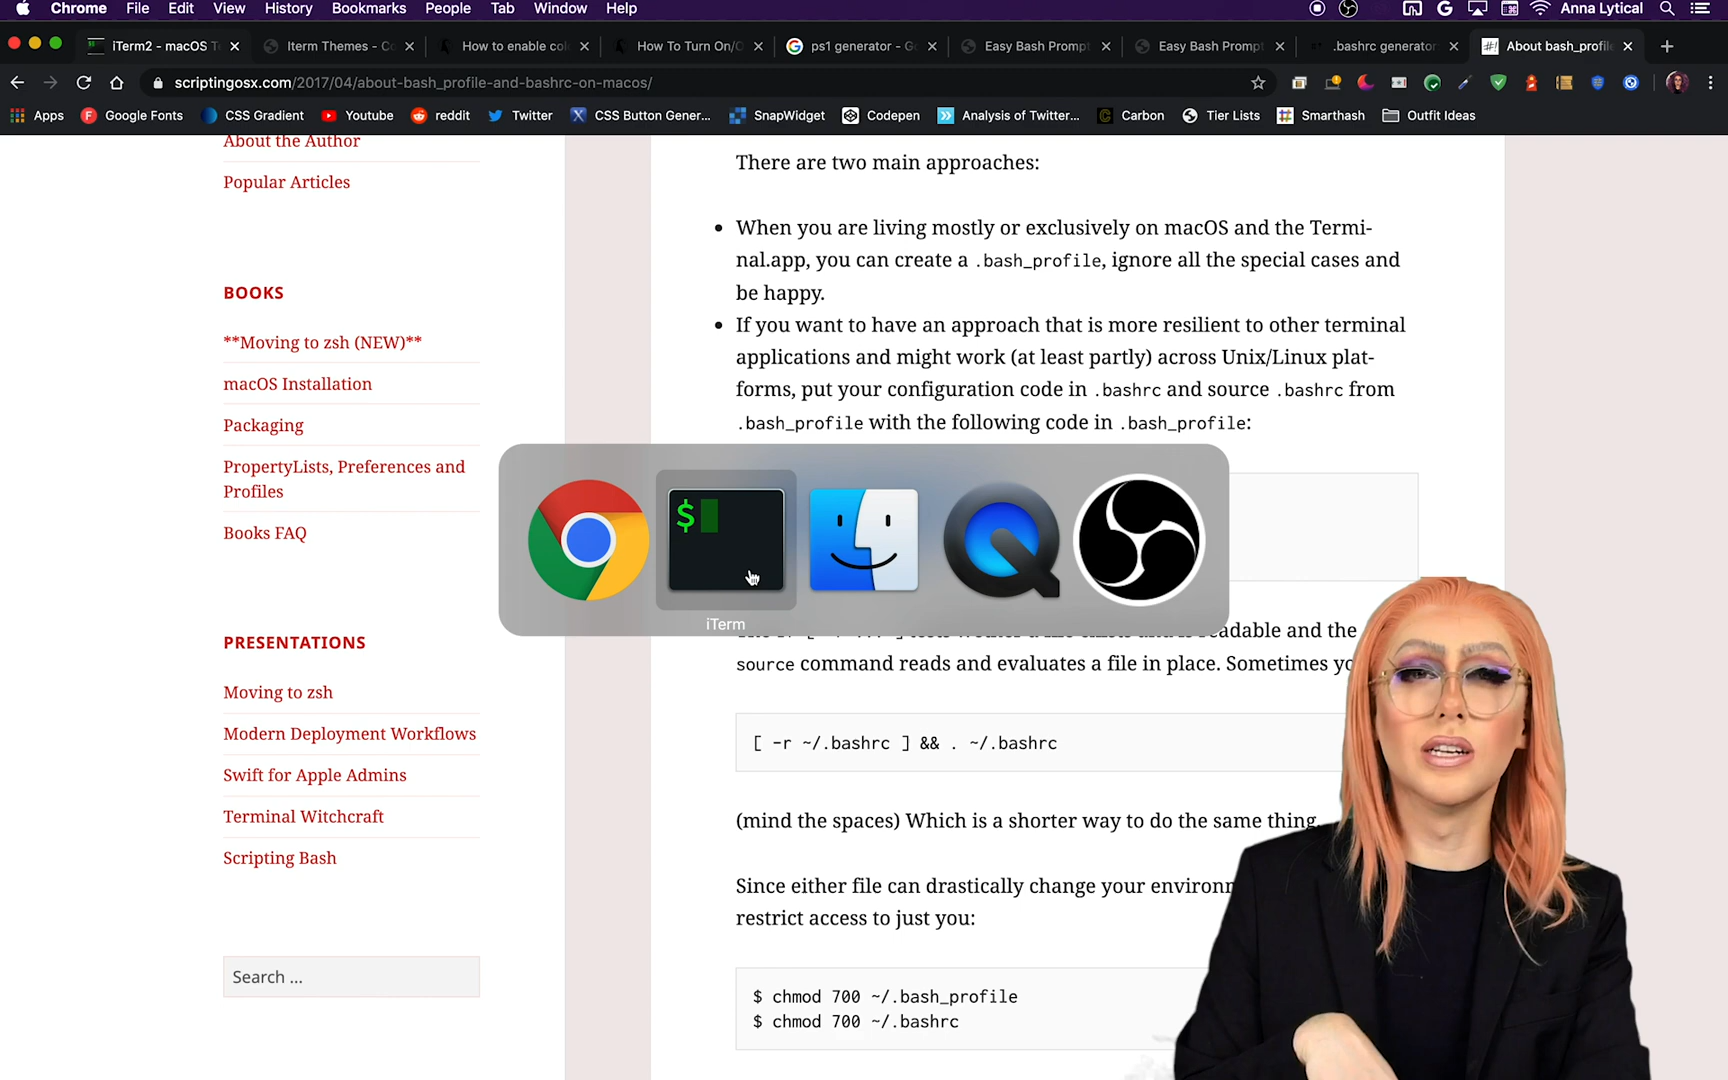 Chrome File Edit View History Bookmarks People Tab Window Help Anna Lytical
iTerm2 - macOS T
Iterm Themes - Co
How to enable col
How To Turn On/O
ps1 generator - Go
Easy Bash Prompt
Easy Bash Prompt
.bashrc generator
About bash_profil
scriptingosx.com/2017/04/about-bash_profile-and-bashrc-on-macos/
Apps Google Fonts CSS Gradient Youtube reddit Twitter CSS Button Gener... SnapWidget Codepen Analysis of Twitter... Carbon Tier Lists Smarthash Outfit Ideas
About the Author
Popular Articles
BOOKS
**Moving to zsh (NEW)**
macOS Installation
Packaging
PropertyLists, Preferences and
Profiles
Books FAQ
PRESENTATIONS
Moving to zsh
Modern Deployment Workflows
Swift for Apple Admins
Terminal Witchcraft
Scripting Bash
Search ...
There are two main approaches:
• When you are living mostly or exclusively on macOS and the Termi-
nal.app, you can create a .bash_profile, ignore all the special cases and
be happy.
• If you want to have an approach that is more resilient to other terminal
applications and might work (at least partly) across Unix/Linux plat-
forms, put your configuration code in .bashrc and source .bashrc from
.bash_profile with the following code in .bash_profile:
$
iTerm
readable and the
source command reads and evaluates a file in place. Sometimes yo
[ -r ~/.bashrc ] && . ~/.bashrc
(mind the spaces) Which is a shorter way to do the same thing.
Since either file can drastically change your environm
restrict access to just you:
$ chmod 700 ~/.bash_profile
$ chmod 700 ~/.bashrc